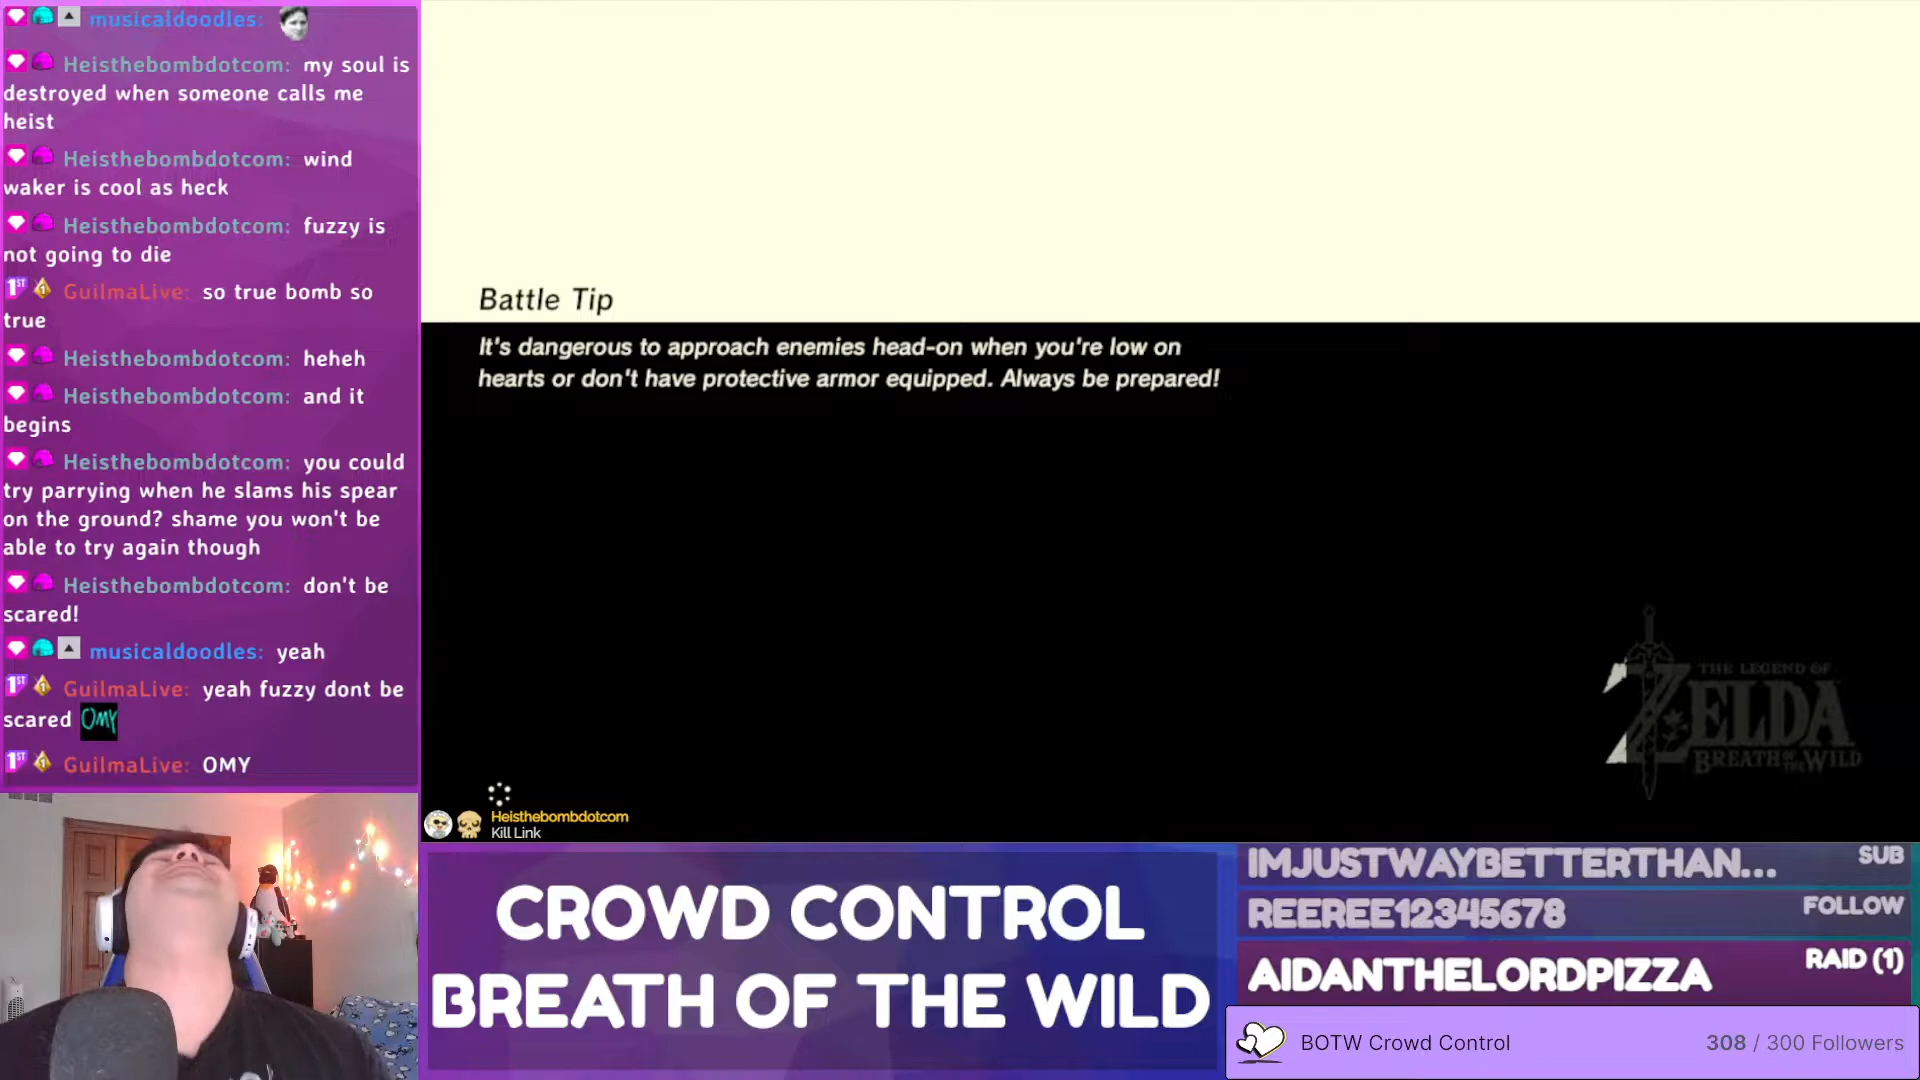 musicaldoodles:
Heisthebombdotcom: my soul is
destroyed when someone calls me
heist
Heisthebombdotcom: wind
waker is cool as heck
Heisthebombdotcom: fuzzy is
not going to die
1ST 1 GuilmaLive: so true bomb so
true
Heisthebombdotcom: heheh
Heisthebombdotcom: and it
begins
Heisthebombdotcom: you could
try parrying when he slams his spear
on the ground? shame you won't be
able to try again though
Heisthebombdotcom: don't be
scared!
musicaldoodles: yeah
1ST 1 GuilmaLive: yeah fuzzy dont be
scared OMY
1ST 1 GuilmaLive: OMY
Battle Tip
It's dangerous to approach enemies head-on when you're low on
hearts or don't have protective armor equipped. Always be prepared!
THE LEGEND OF
ZELDA
BREATH OF THE WILD
Heisthebombdotcom
Kill Link
CROWD CONTROL
BREATH OF THE WILD
IMJUSTWAYBETTERTHAN... SUB
REEREE12345678 FOLLOW
AIDANTHELORDPIZZA RAID (1)
BOTW Crowd Control 308 / 300 Followers